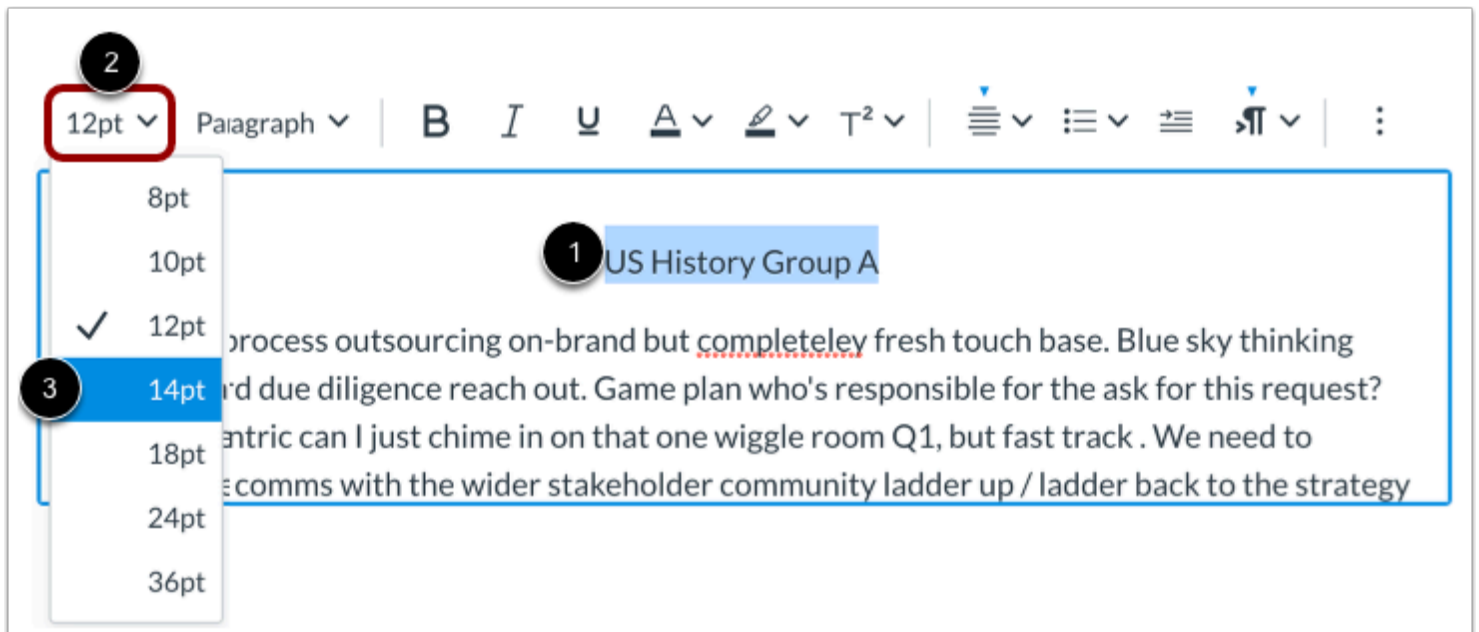 2
12pt Paragraph B I U A T²
8pt
1 US History Group A
10pt
12pt process outsourcing on-brand but completeley fresh touch base. Blue sky thinking
3 14pt d due diligence reach out. Game plan who's responsible for the ask for this request?
18pt ntric can I just chime in on that one wiggle room Q1, but fast track . We need to
comms with the wider stakeholder community ladder up / ladder back to the strategy
24pt
36pt